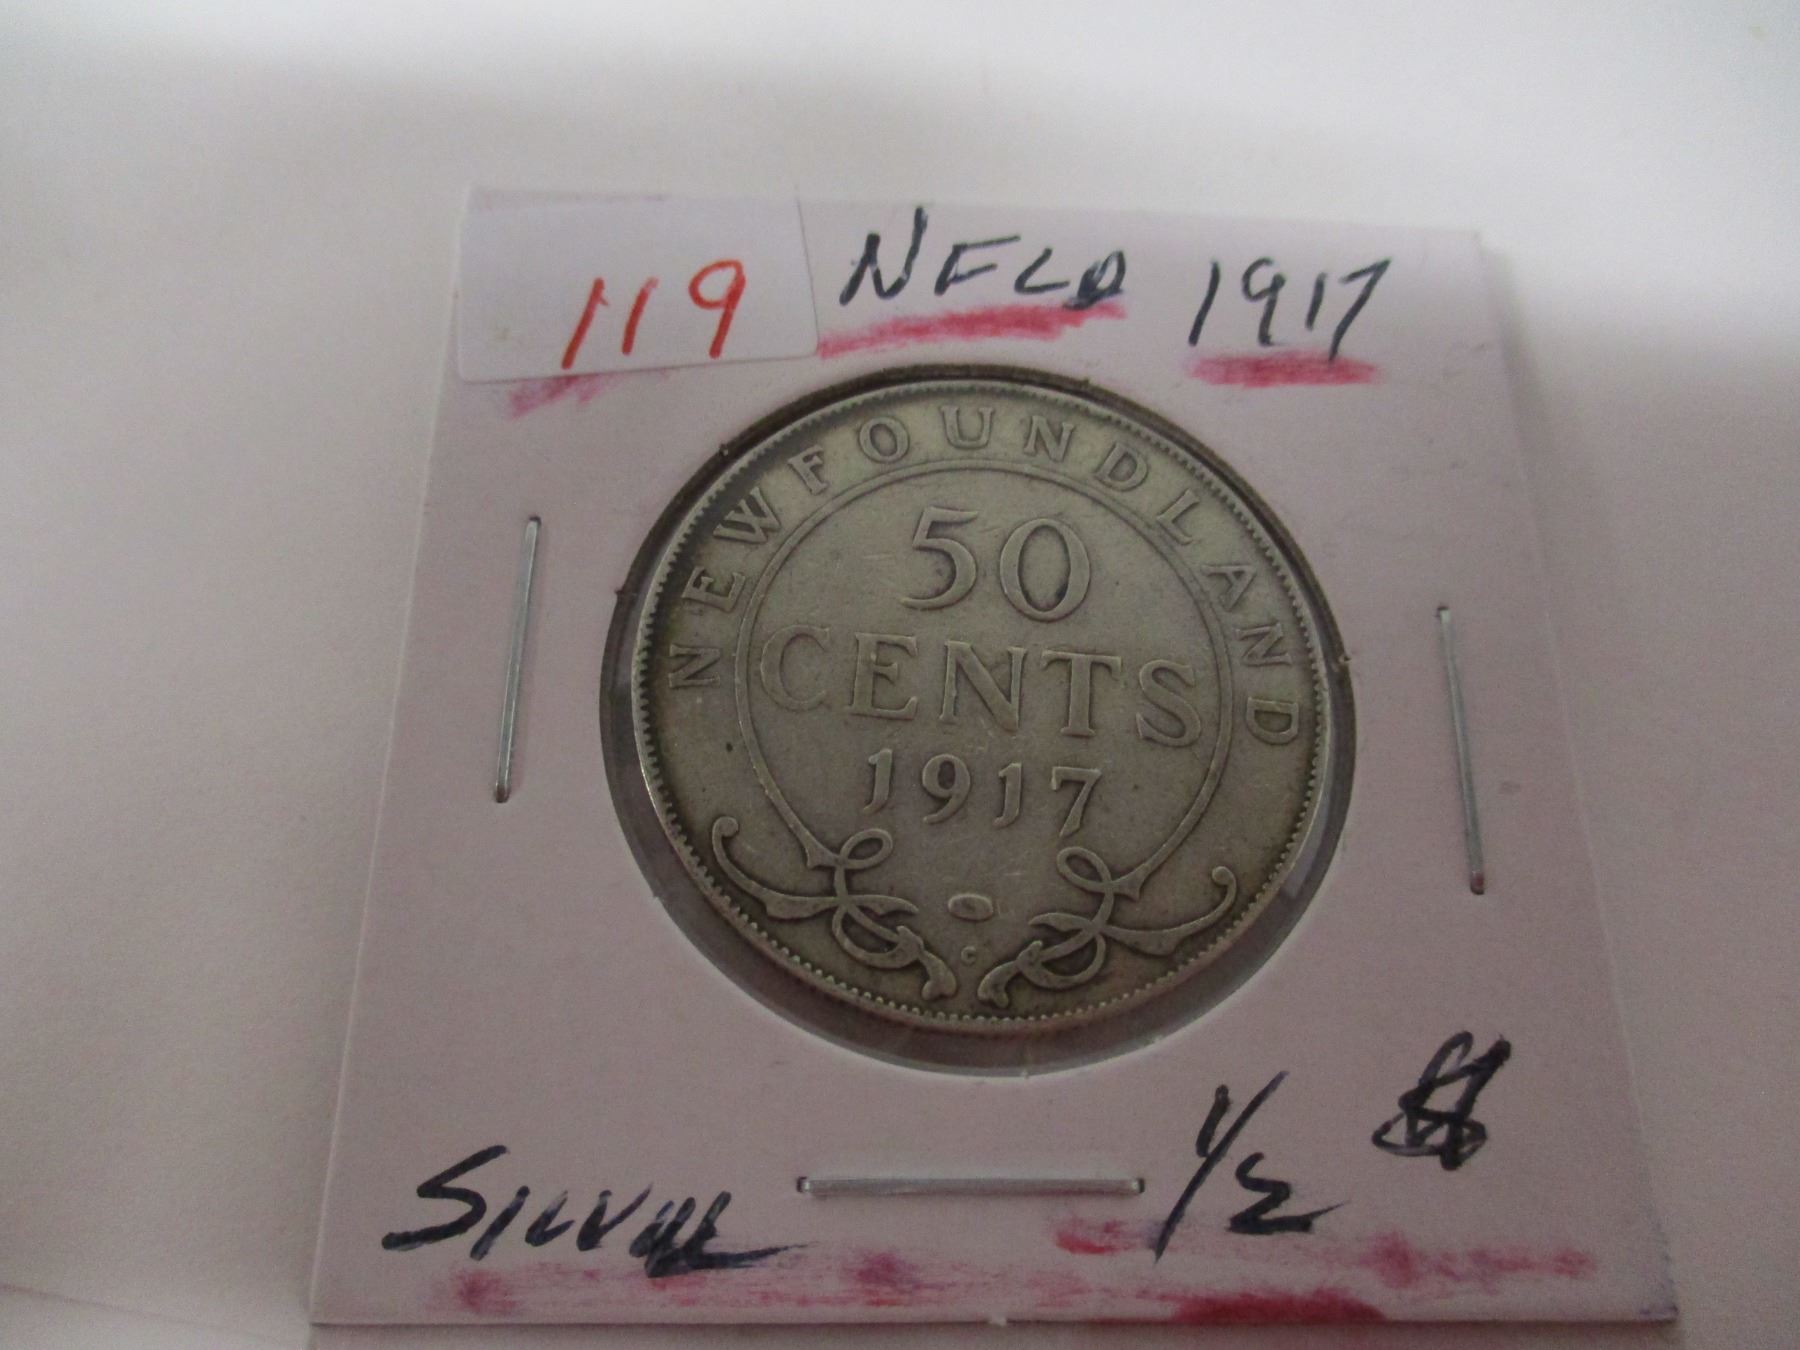 119 NFLD 1917
NEWFOUNDLAND
50
CENTS
1917
C
SILVER 1/2 $